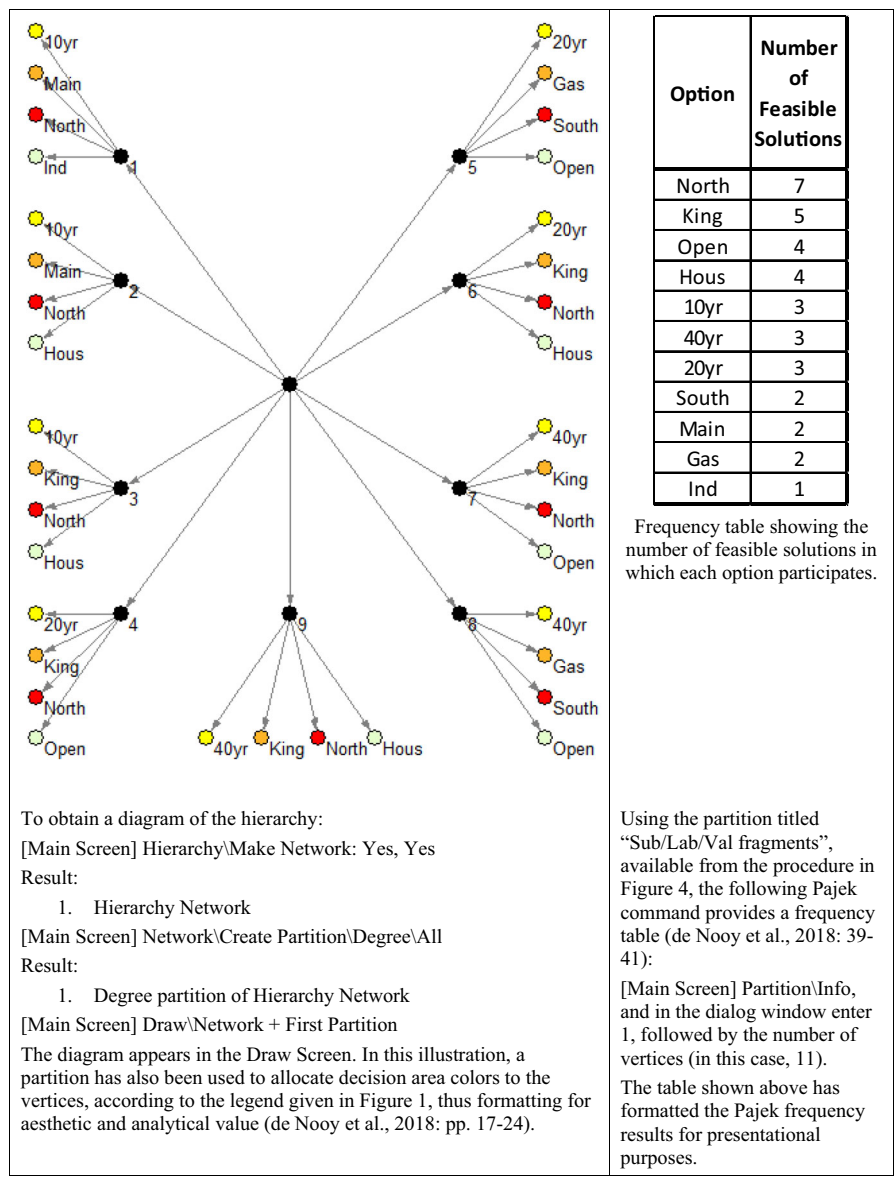 10yr
Main
North
Ind
1
10yr
Main
North
Hous
2
10yr
King
North
Hous
3
20yr
King
North
Open
4
20yr
Gas
South
Open
5
20yr
King
North
Hous
6
40yr
King
North
Open
7
40yr
Gas
South
Open
8
9
40yr King North Hous
Option
Number
of
Feasible
Solutions
North 7
King 5
Open 4
Hous 4
10yr 3
40yr 3
20yr 3
South 2
Main 2
Gas 2
Ind 1
Frequency table showing the
number of feasible solutions in
which each option participates.
To obtain a diagram of the hierarchy:
[Main Screen] Hierarchy\Make Network: Yes, Yes
Result:
1. Hierarchy Network
[Main Screen] Network\Create Partition\Degree\All
Result:
1. Degree partition of Hierarchy Network
[Main Screen] Draw\Network + First Partition
The diagram appears in the Draw Screen. In this illustration, a
partition has also been used to allocate decision area colors to the
vertices, according to the legend given in Figure 1, thus formatting for
aesthetic and analytical value (de Nooy et al., 2018: pp. 17-24).
Using the partition titled
“Sub/Lab/Val fragments”,
available from the procedure in
Figure 4, the following Pajek
command provides a frequency
table (de Nooy et al., 2018: 39-
41):
[Main Screen] Partition\Info,
and in the dialog window enter
1, followed by the number of
vertices (in this case, 11).
The table shown above has
formatted the Pajek frequency
results for presentational
purposes.